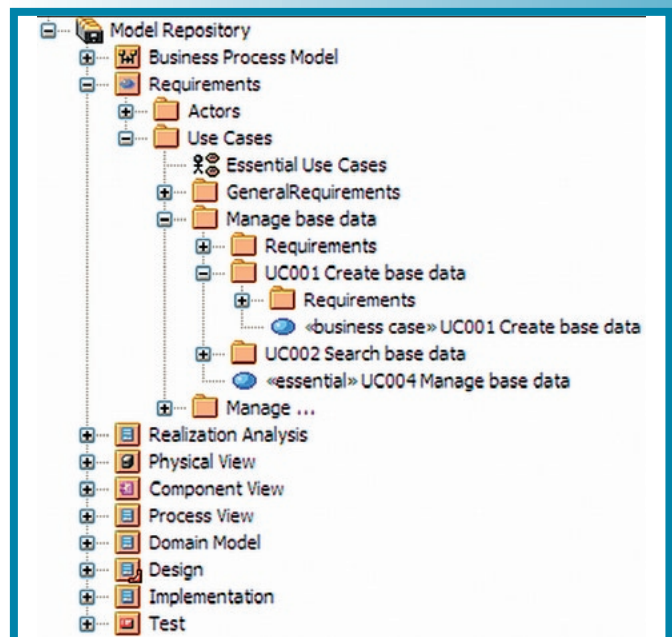 Model Repository
Business Process Model
Requirements
Actors
Use Cases
Essential Use Cases
GeneralRequirements
Manage base data
Requirements
UC001 Create base data
Requirements
«business case» UC001 Create base data
UC002 Search base data
«essential» UC004 Manage base data
Manage ...
Realization Analysis
Physical View
Component View
Process View
Domain Model
Design
Implementation
Test